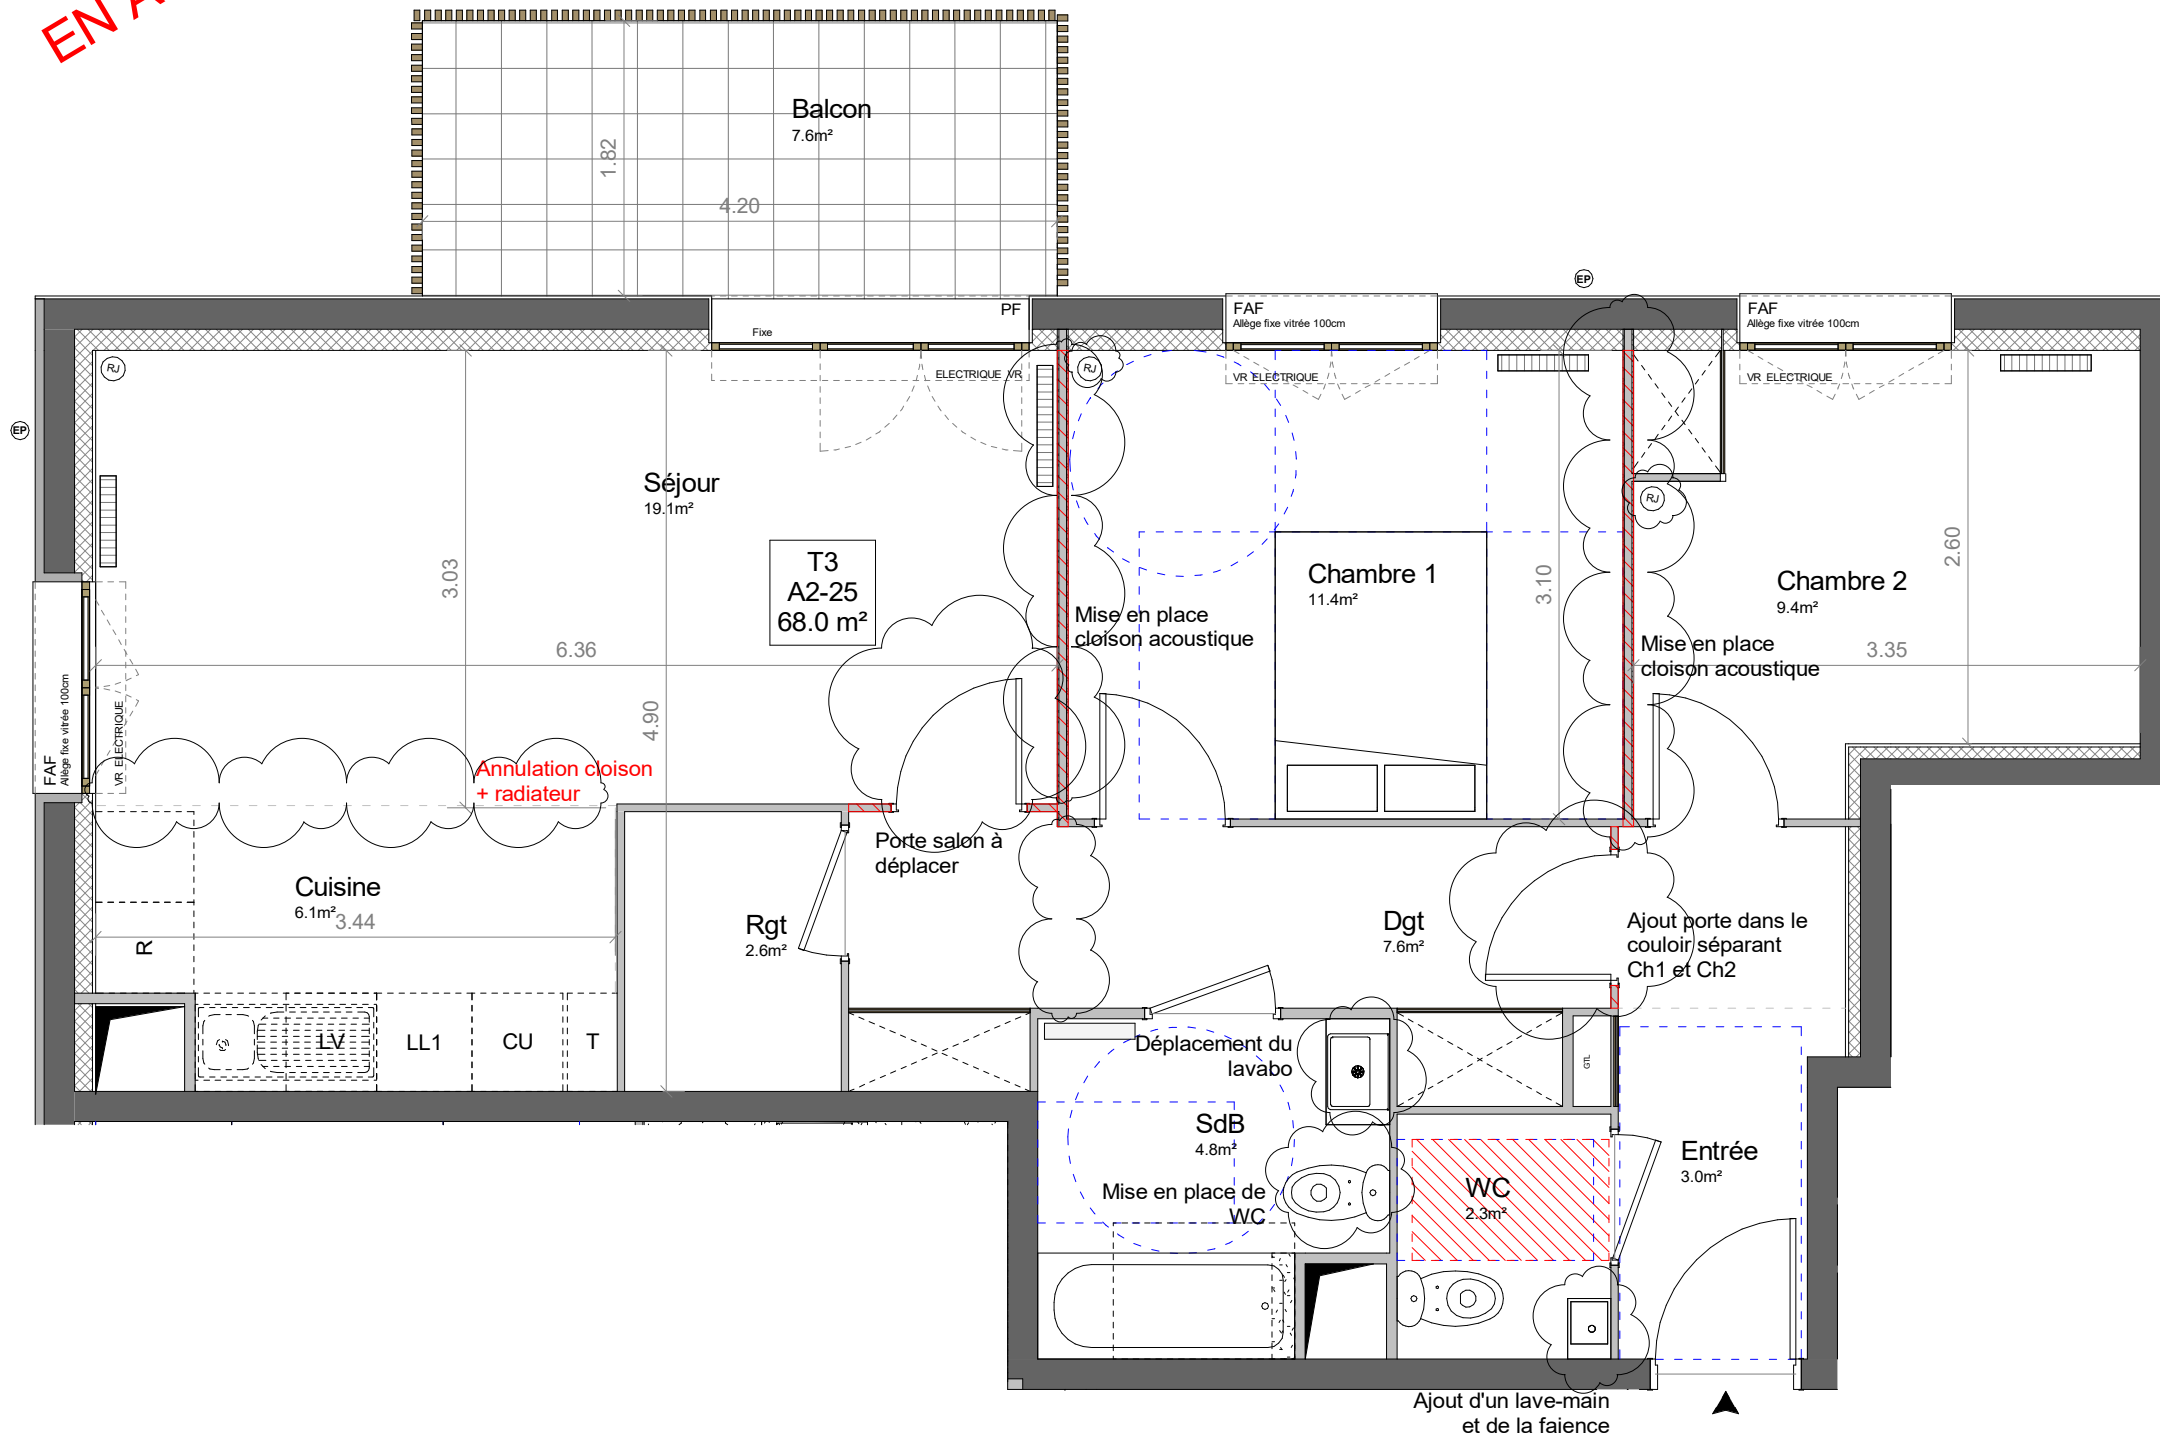 EN A
Balcon
7.6m²
1.82
4.20
EP
PF
Fixe
FAF
Allège fixe vitrée 100cm
FAF
Allège fixe vitrée 100cm
RJ
ELECTRIQUE VR
RJ
VR ELECTRIQUE
VR ELECTRIQUE
EP
Séjour
19.1m²
RJ
T3
A2-25
68.0 m²
3.03
6.36
4.90
Chambre 1
11.4m²
3.10
Chambre 2
9.4m²
2.60
3.35
Mise en place
cloison acoustique
Mise en place
cloison acoustique
FAF
Allège fixe vitrée 100cm
VR ELECTRIQUE
Annulation cloison
+ radiateur
Porte salon à
déplacer
Cuisine
6.1m²
3.44
R
Rgt
2.6m²
Dgt
7.6m²
Ajout porte dans le
couloir séparant
Ch1 et Ch2
LV
LL1
CU
T
Déplacement du
lavabo
GTL
SdB
4.8m²
Mise en place de
WC
WC
2.3m²
Entrée
3.0m²
Ajout d'un lave-main
et de la faience